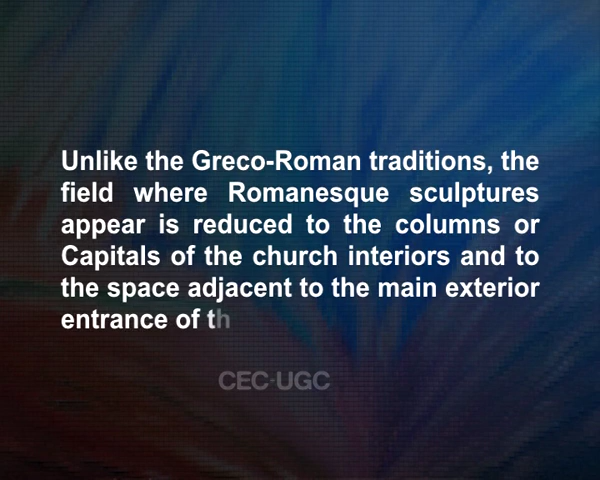 Unlike the Greco-Roman traditions, the
field where Romanesque sculptures
appear is reduced to the columns or
Capitals of the church interiors and to
the space adjacent to the main exterior
entrance of th
CEC-UGC